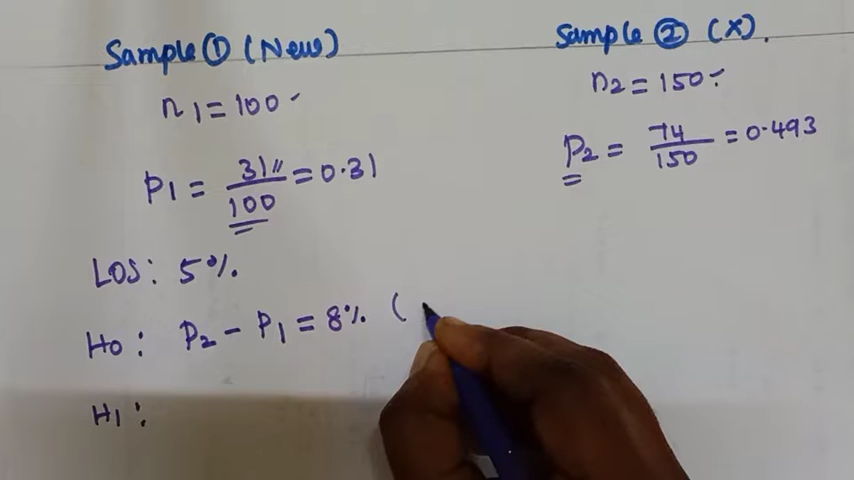 Sample ① (New)
n1 = 100
P1 = 31/100 = 0.31
Sample ② (X).
n2 = 150
P2 = 74/150 = 0.493
LOS: 5%
H0: P2 - P1 = 8% (
H1: